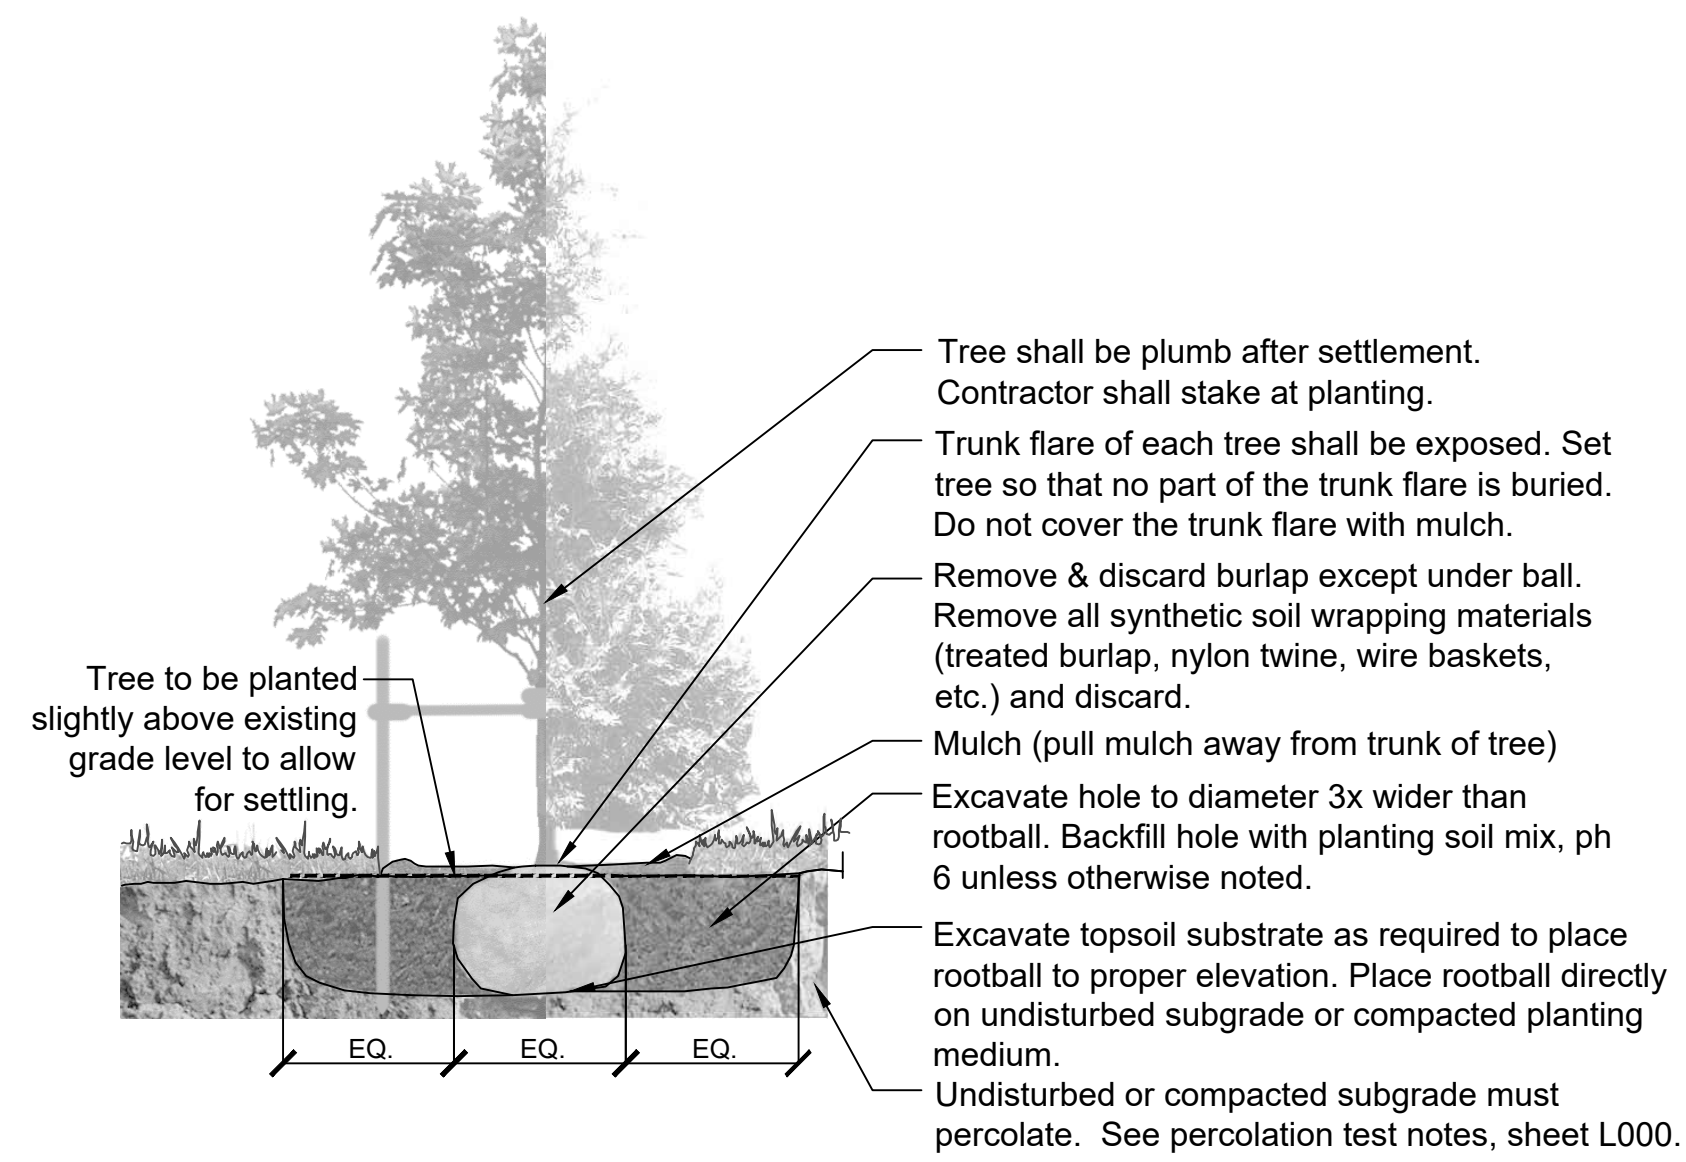 Tree shall be plumb after settlement.
Contractor shall stake at planting.
Trunk flare of each tree shall be exposed. Set
tree so that no part of the trunk flare is buried.
Do not cover the trunk flare with mulch.
Remove & discard burlap except under ball.
Remove all synthetic soil wrapping materials
(treated burlap, nylon twine, wire baskets,
etc.) and discard.
Tree to be planted
slightly above existing
grade level to allow
for settling.
Mulch (pull mulch away from trunk of tree)
Excavate hole to diameter 3x wider than
rootball. Backfill hole with planting soil mix, ph
6 unless otherwise noted.
Excavate topsoil substrate as required to place
rootball to proper elevation. Place rootball directly
on undisturbed subgrade or compacted planting
medium.
EQ. EQ. EQ.
Undisturbed or compacted subgrade must
percolate.  See percolation test notes, sheet L000.